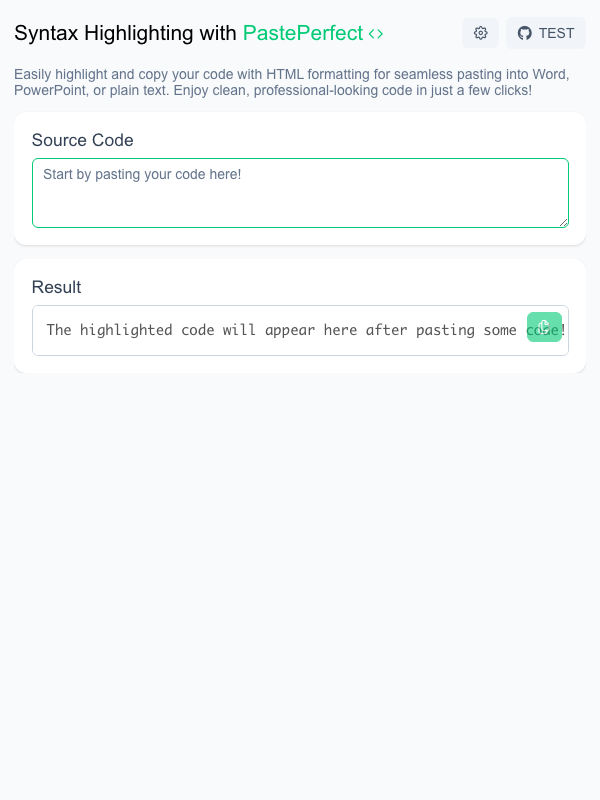 Syntax Highlighting with PastePerfect
TEST
Easily highlight and copy your code with HTML formatting for seamless pasting into Word,
PowerPoint, or plain text. Enjoy clean, professional-looking code in just a few clicks!
Source Code
Start by pasting your code here!
Result
The highlighted code will appear here after pasting some code!